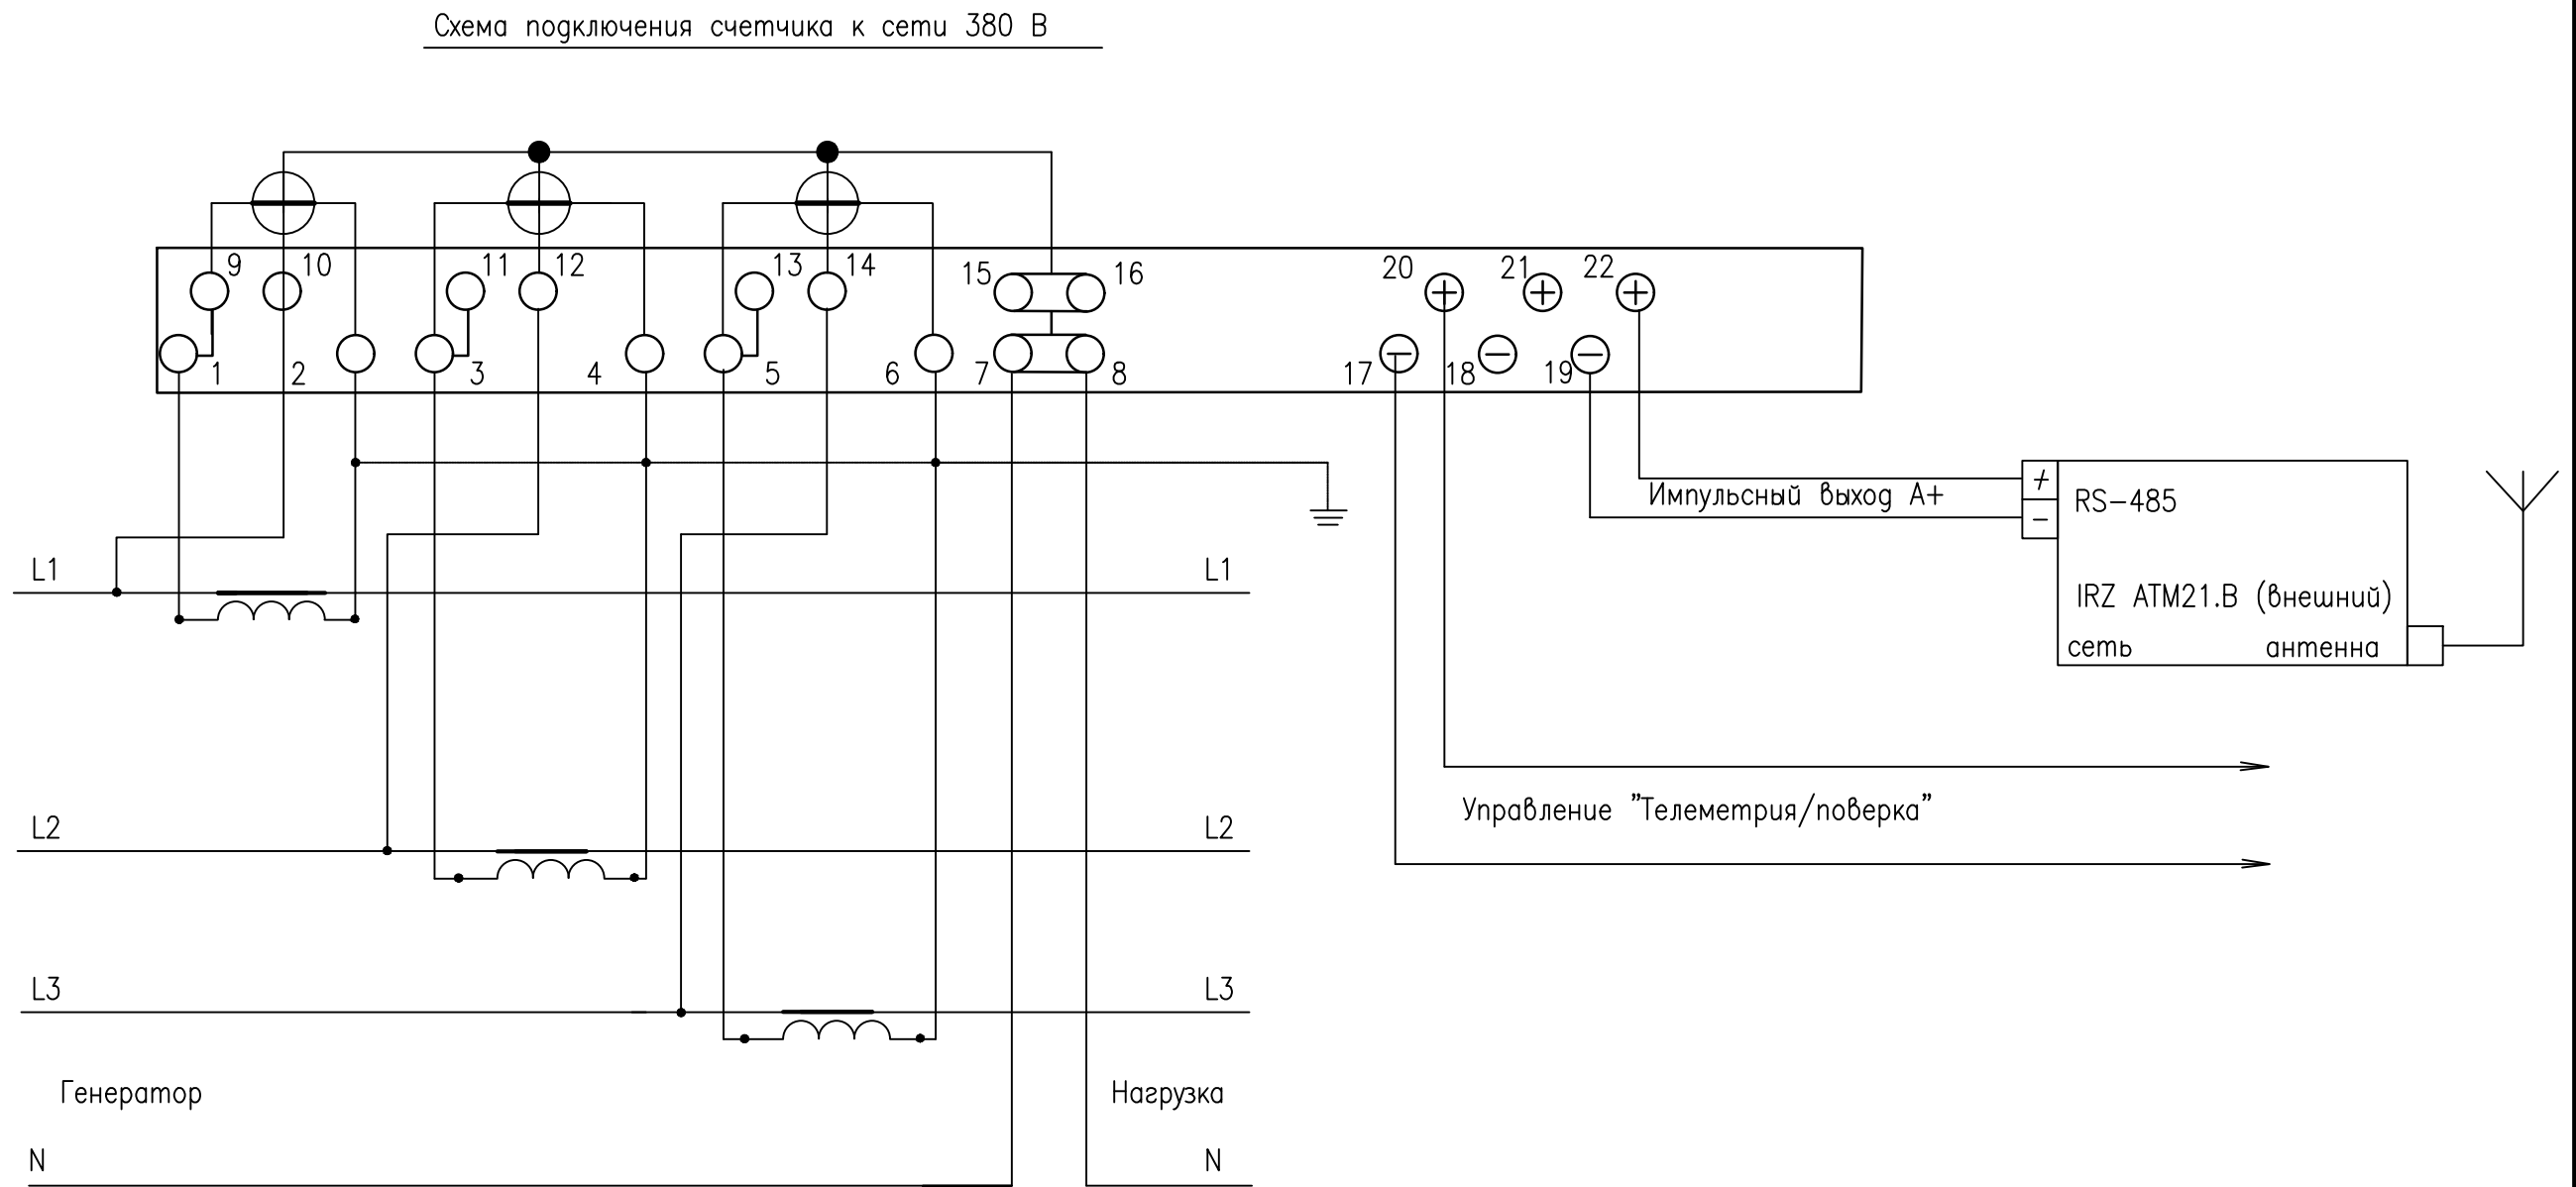 Схема подключения счетчика к сети 380 В
9 10 11 12 13 14 15 16 20 21 22
1 2 3 4 5 6 7 8 17 18 19
+
Импульсный выход А+
RS-485
−
L1 L1
IRZ ATM21.B (внешний)
сеть антенна
Управление "Телеметрия/поверка"
L2 L2
L3 L3
Генератор Нагрузка
N N